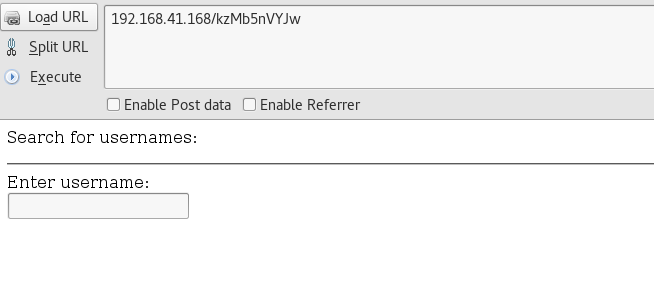 Load URL
192.168.41.168/kzMb5nVYJw
Split URL
Execute
Enable Post data
Enable Referrer
Search for usernames:
Enter username: